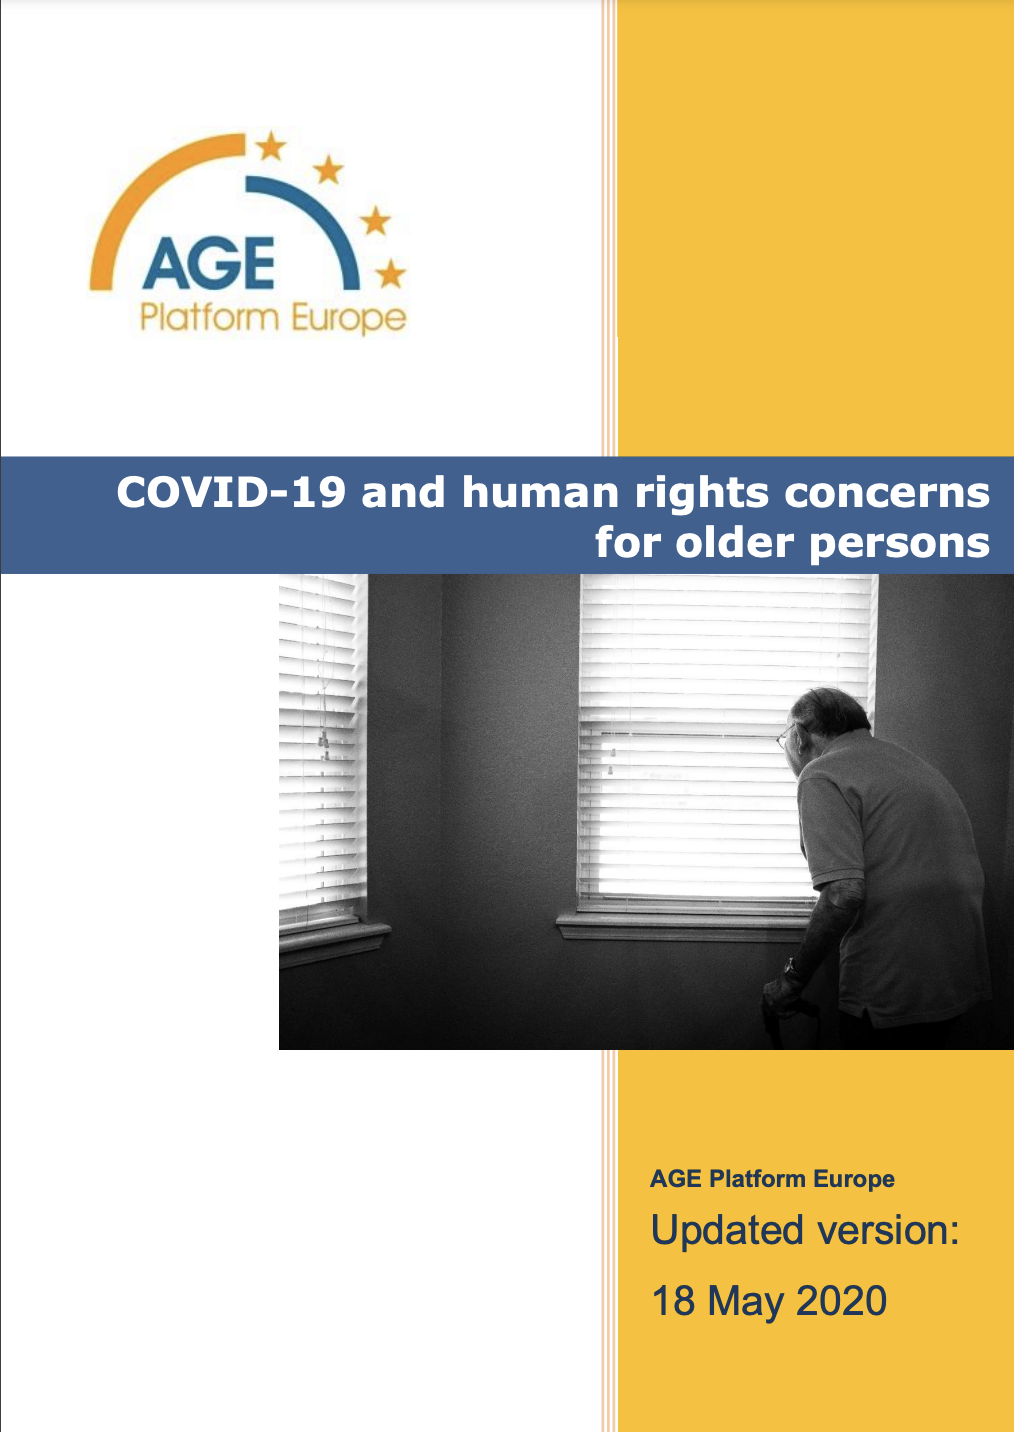 AGE
Platform Europe
COVID-19 and human rights concerns
for older persons
AGE Platform Europe
Updated version:
18 May 2020